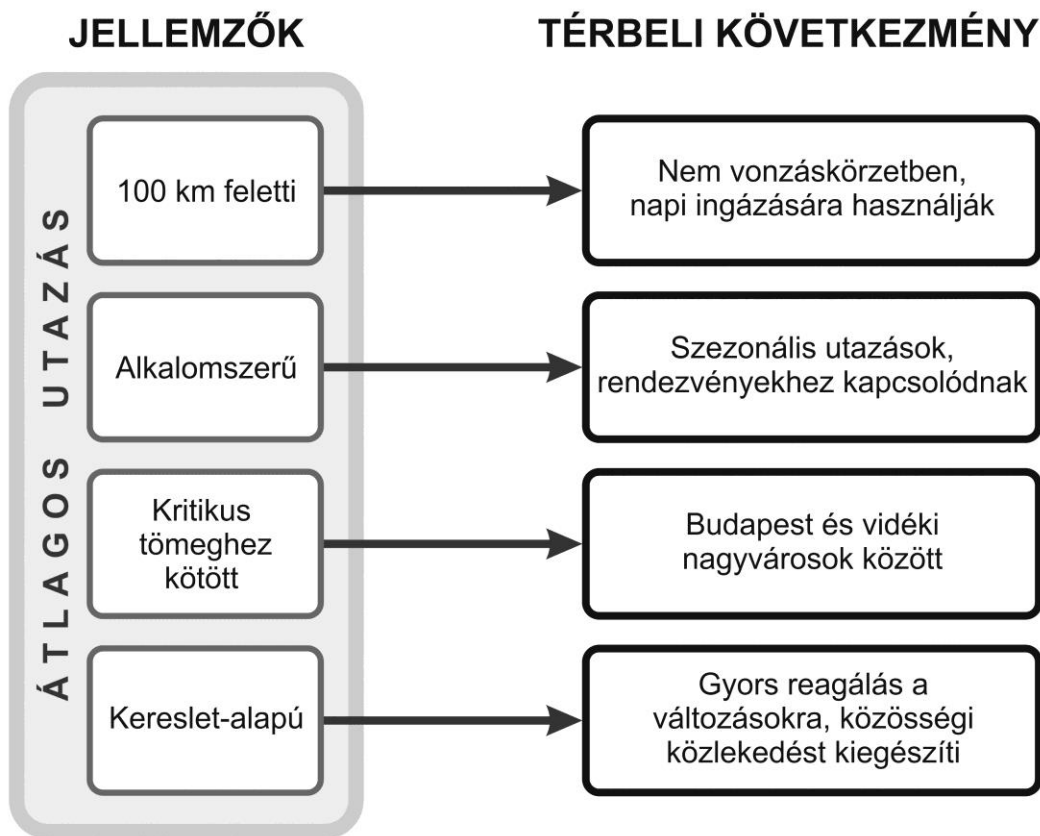 JELLEMZŐK
TÉRBELI KÖVETKEZMÉNY
ÁTLAGOS UTAZÁS
100 km feletti
Nem vonzáskörzetben,
napi ingázására használják
Alkalomszerű
Szezonális utazások,
rendezvényekhez kapcsolódnak
Kritikus
tömeghez
kötött
Budapest és vidéki
nagyvárosok között
Kereslet-alapú
Gyors reagálás a
változásokra, közösségi
közlekedést kiegészíti